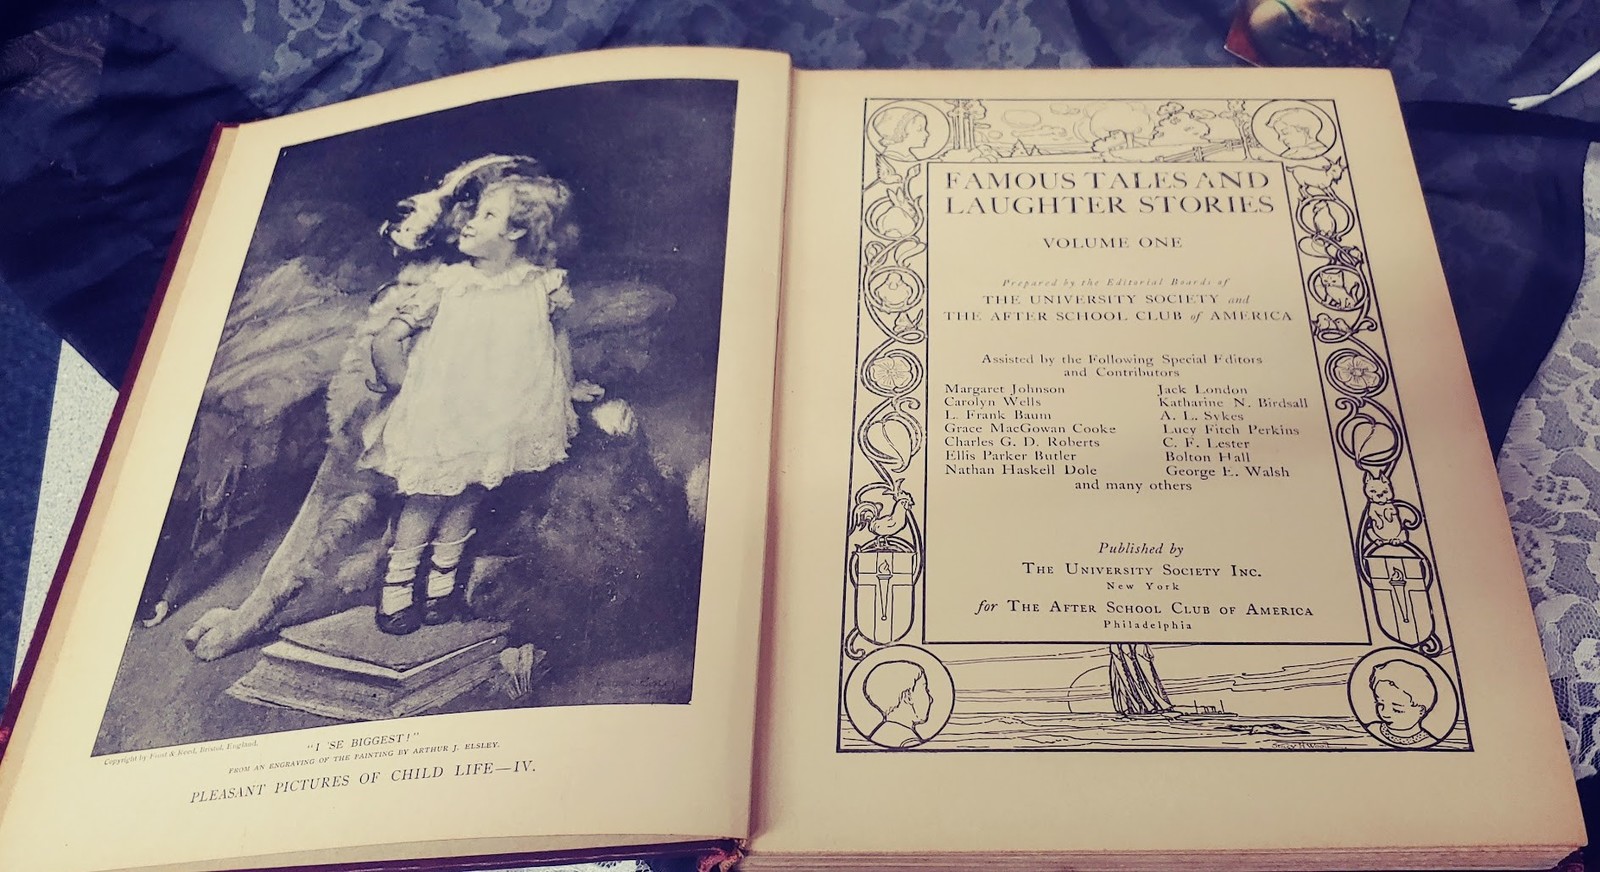 Copyright by Frost & Reed, Bristol, England.
"I 'SE BIGGEST!"
FROM AN ENGRAVING OF THE PAINTING BY ARTHUR J. ELSLEY.
PLEASANT PICTURES OF CHILD LIFE—IV.
FAMOUS TALES AND
LAUGHTER STORIES
VOLUME ONE
Prepared by the Editorial Boards of
THE UNIVERSITY SOCIETY and
THE AFTER SCHOOL CLUB of AMERICA
Assisted by the Following Special Editors
and Contributors
Margaret Johnson
Carolyn Wells
L. Frank Baum
Grace MacGowan Cooke
Charles G. D. Roberts
Ellis Parker Butler
Nathan Haskell Dole
Jack London
Katharine N. Birdsall
A. L. Sykes
Lucy Fitch Perkins
C. F. Lester
Bolton Hall
George E. Walsh
and many others
Published by
THE UNIVERSITY SOCIETY INC.
New York
for THE AFTER SCHOOL CLUB OF AMERICA
Philadelphia